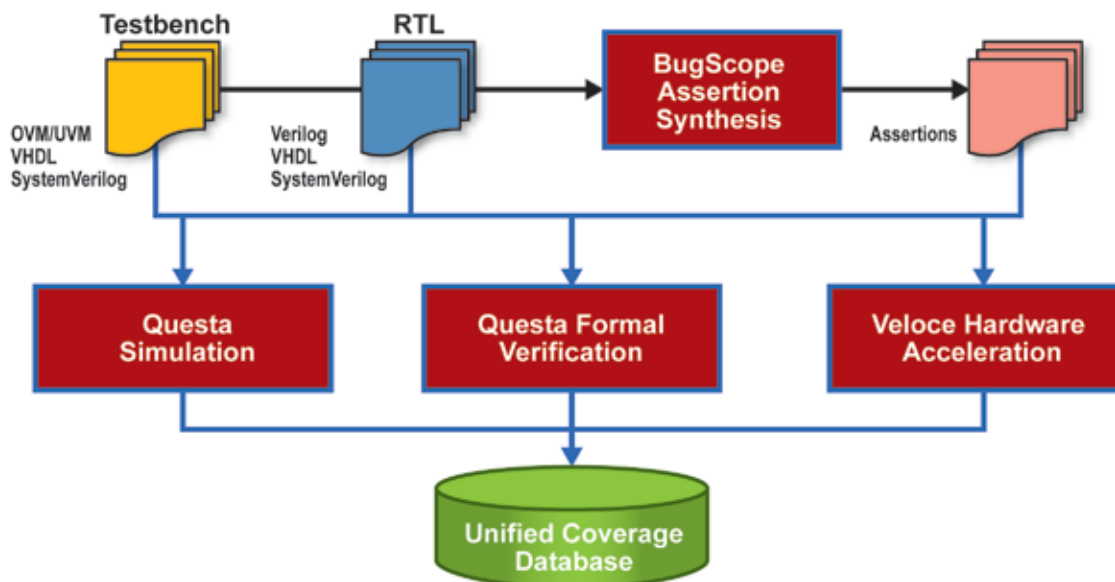 Testbench
RTL
BugScope
Assertion
Synthesis
OVM/UVM
VHDL
SystemVerilog
Verilog
VHDL
SystemVerilog
Assertions
Questa
Simulation
Questa Formal
Verification
Veloce Hardware
Acceleration
Unified Coverage
Database